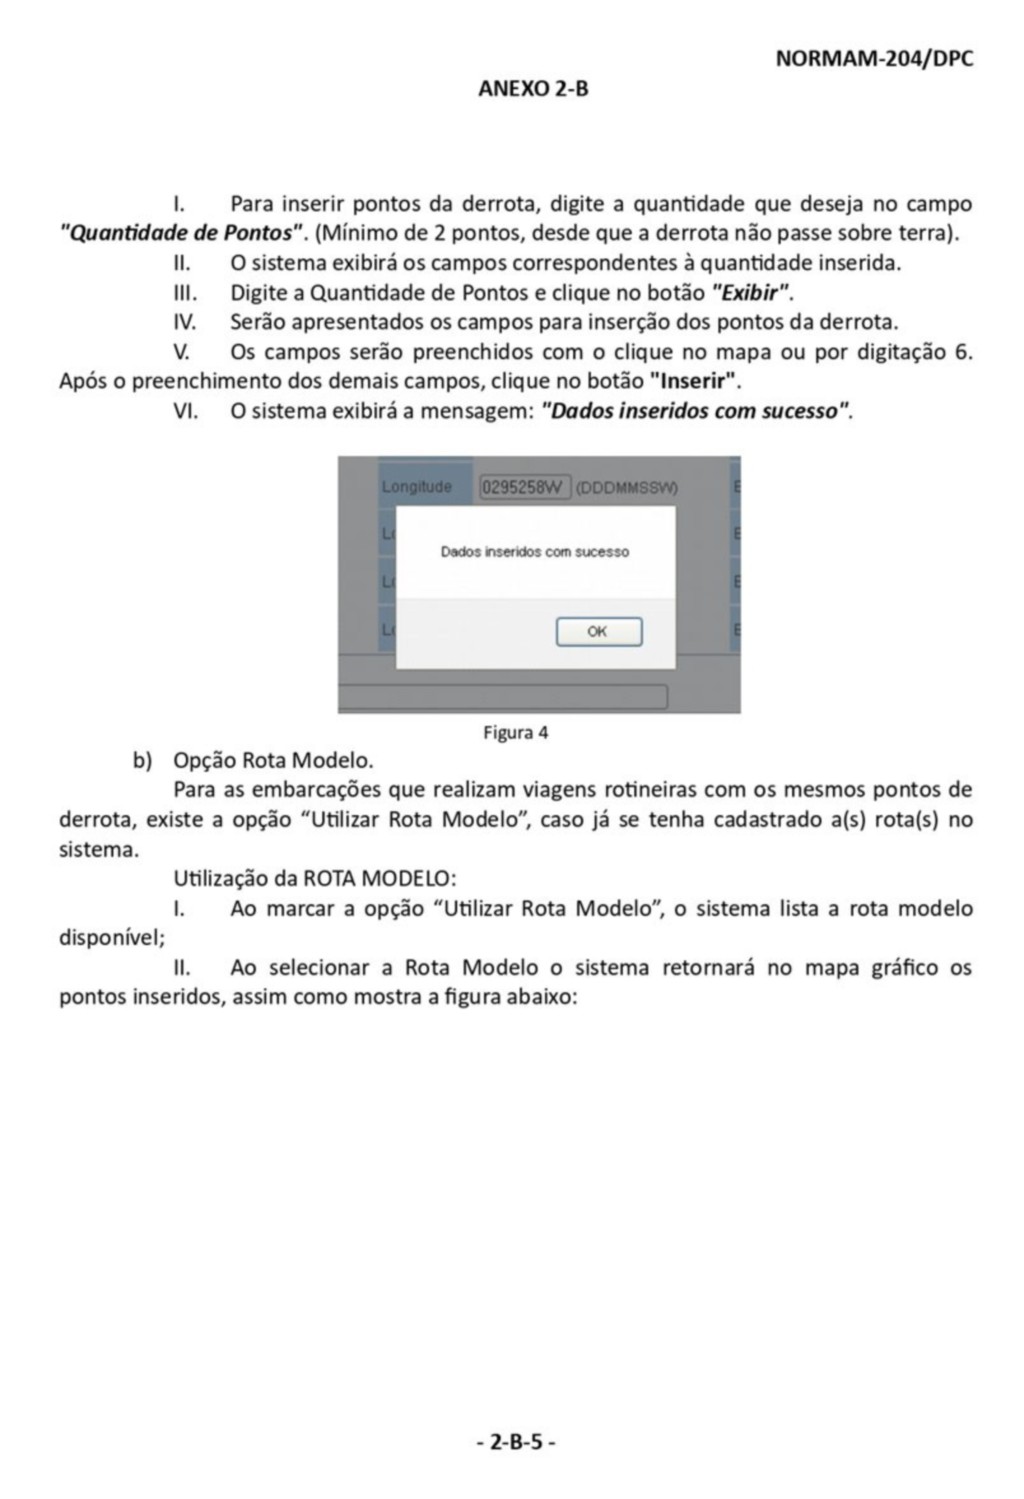 NORMAM-204/DPC
ANEXO 2-B
I. Para inserir pontos da derrota, digite a quantidade que deseja no campo
"Quantidade de Pontos". (Mínimo de 2 pontos, desde que a derrota não passe sobre terra).
II. O sistema exibirá os campos correspondentes à quantidade inserida.
III. Digite a Quantidade de Pontos e clique no botão "Exibir".
IV. Serão apresentados os campos para inserção dos pontos da derrota.
V. Os campos serão preenchidos com o clique no mapa ou por digitação 6.
Após o preenchimento dos demais campos, clique no botão "Inserir".
VI. O sistema exibirá a mensagem: "Dados inseridos com sucesso".
Longitude 0295258W (DDDMMSSW) E
Lo E
Dados inseridos com sucesso
Lo E
Lo E
OK
Figura 4
b) Opção Rota Modelo.
Para as embarcações que realizam viagens rotineiras com os mesmos pontos de
derrota, existe a opção “Utilizar Rota Modelo”, caso já se tenha cadastrado a(s) rota(s) no
sistema.
Utilização da ROTA MODELO:
I. Ao marcar a opção “Utilizar Rota Modelo”, o sistema lista a rota modelo
disponível;
II. Ao selecionar a Rota Modelo o sistema retornará no mapa gráfico os
pontos inseridos, assim como mostra a figura abaixo:
- 2-B-5 -